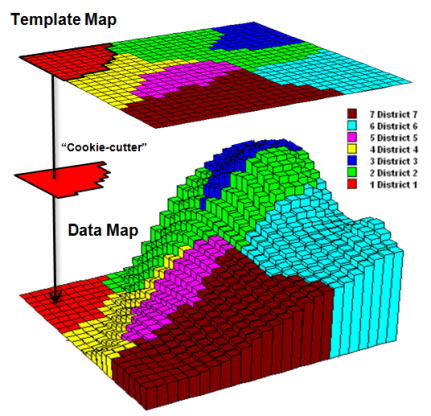 Template Map
“Cookie-cutter”
Data Map
7 District 7
6 District 6
5 District 5
4 District 4
3 District 3
2 District 2
1 District 1